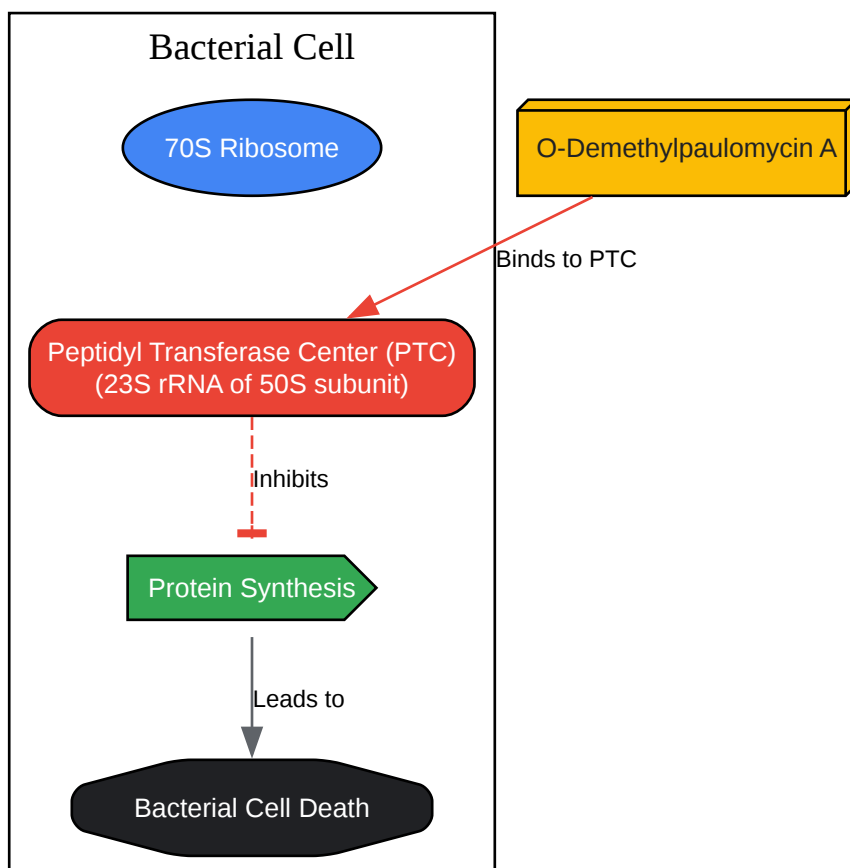 Bacterial Cell
70S Ribosome
O-Demethylpaulomycin A
Binds to PTC
Peptidyl Transferase Center (PTC)
(23S rRNA of 50S subunit)
Inhibits
Protein Synthesis
Leads to
Bacterial Cell Death